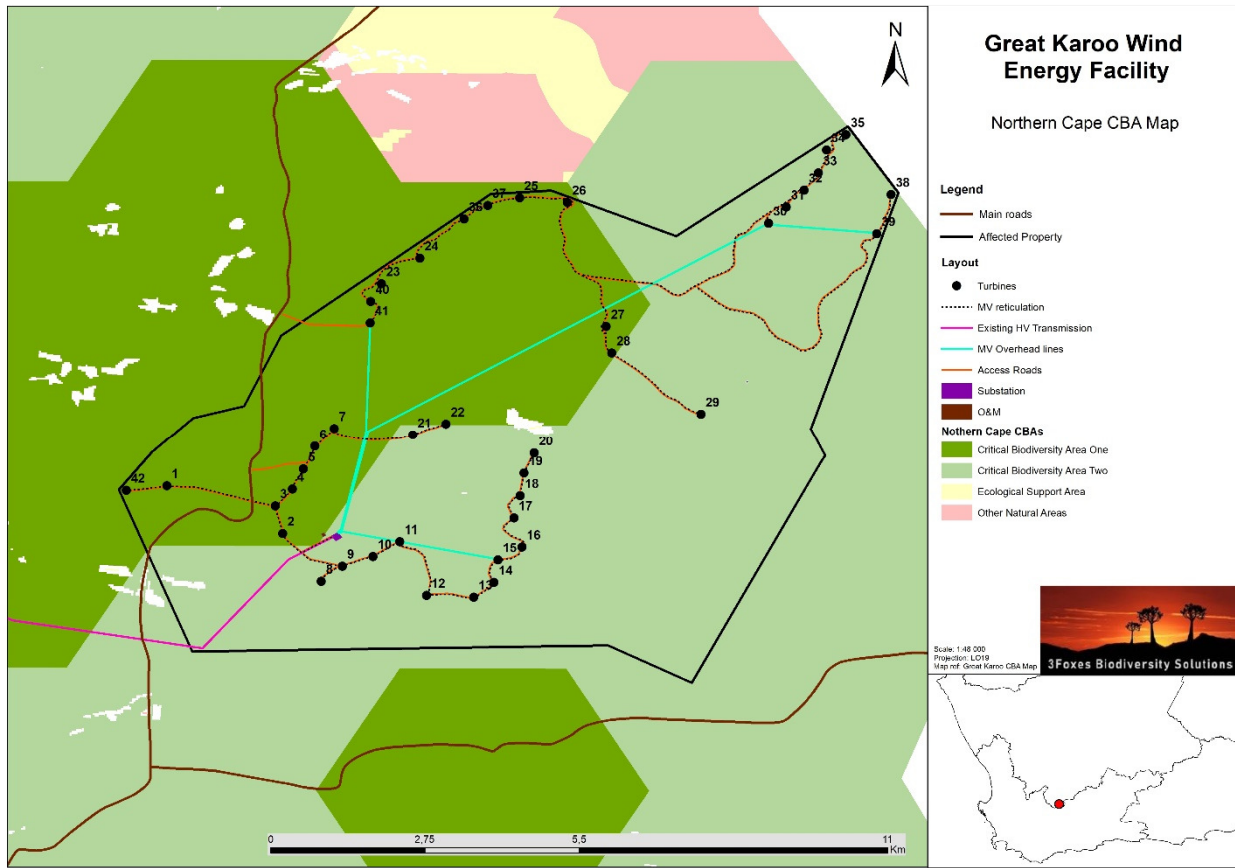 Great Karoo Wind
Energy Facility
Northern Cape CBA Map
Legend
Main roads
Affected Property
Layout
Turbines
MV reticulation
Existing HV Transmission
MV Overhead lines
Access Roads
Substation
O&M
Nothern Cape CBAs
Critical Biodiversity Area One
Critical Biodiversity Area Two
Ecological Support Area
Other Natural Areas
Scale: 1:48 000
Projection: LO19
Map ref: Great Karoo CBA Map
3Foxes Biodiversity Solutions
N
35
34
33
32
31
30
38
39
26
25
37
36
24
23
40
41
27
28
29
22
21
7
6
5
4
3
2
1
42
20
19
18
17
16
15
14
13
12
11
10
9
8
0
2,75
5,5
11
Km